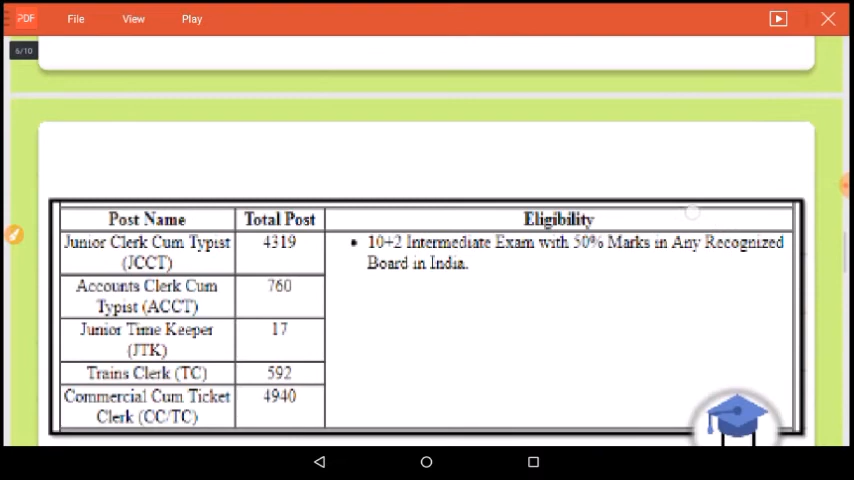 PDF File View Play
6/10
Post Name Total Post Eligibility
Junior Clerk Cum Typist 4319 • 10+2 Intermediate Exam with 50% Marks in Any Recognized
(JCCT) Board in India.
Accounts Clerk Cum 760
Typist (ACCT)
Junior Time Keeper 17
(JTK)
Trains Clerk (TC) 592
Commercial Cum Ticket 4940
Clerk (CC/TC)